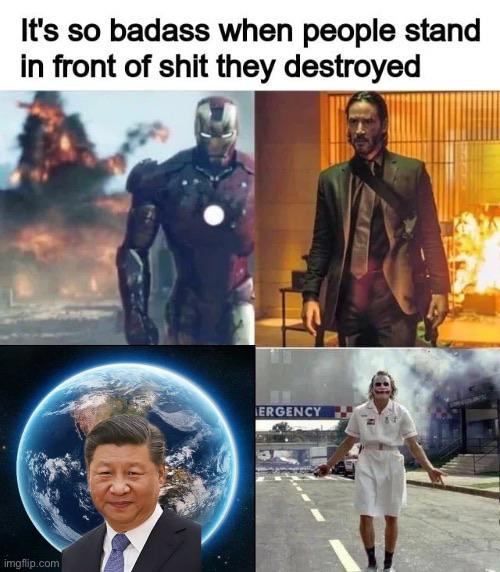 It's so badass when people stand
in front of shit they destroyed
ERGENCY
imgflip.com